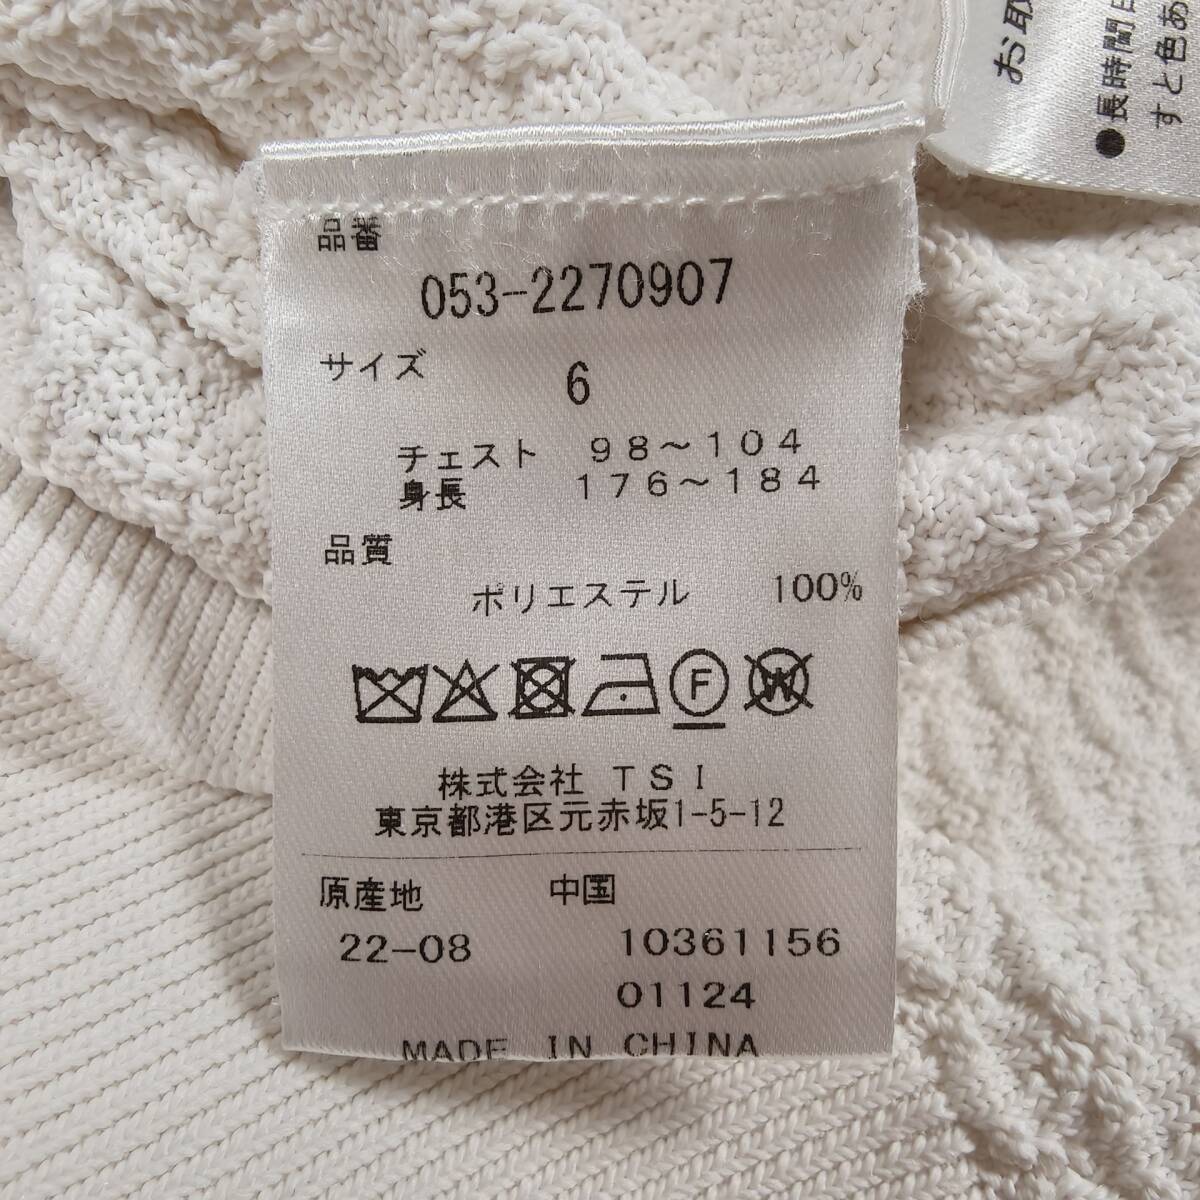 品番
053-2270907
サイズ 6
チェスト 98~104
身長 176~184
品質
ポリエステル 100%
F
W
株式会社 TSI
東京都港区元赤坂1-5-12
原産地 中国
22-08 10361156
01124
MADE IN CHINA
お取
●長時間
すと色あ